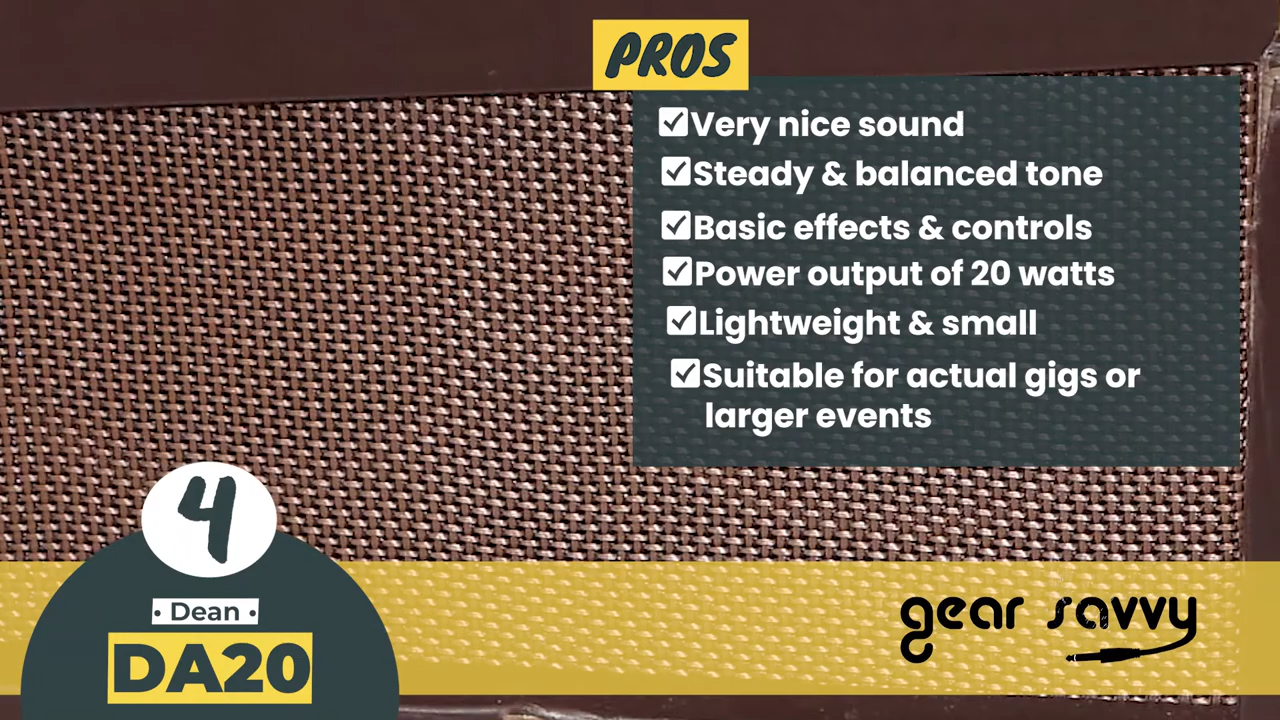 PROS
Very nice sound
Steady & balanced tone
Basic effects & controls
Power output of 20 watts
Lightweight & small
Suitable for actual gigs or
larger events
4
• Dean •
DA20
gear savvy